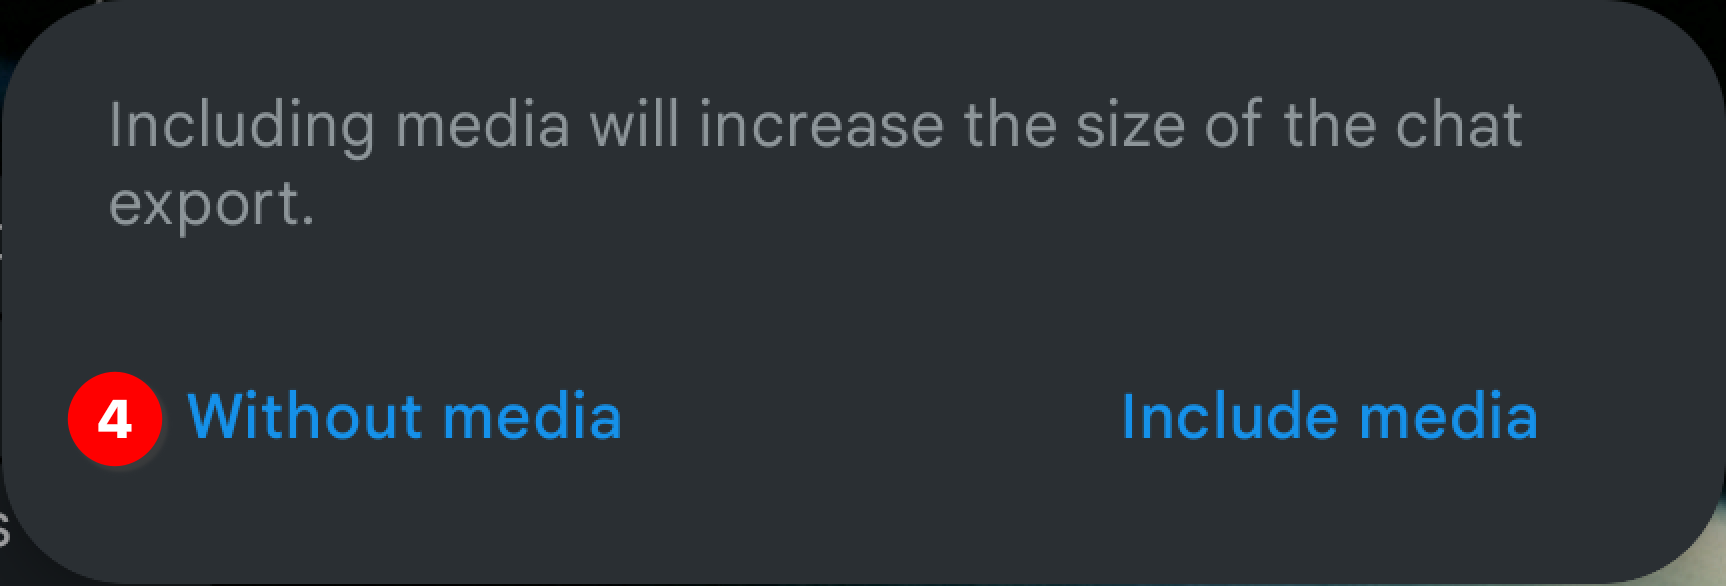 Including media will increase the size of the chat
export.
4 Without media Include media